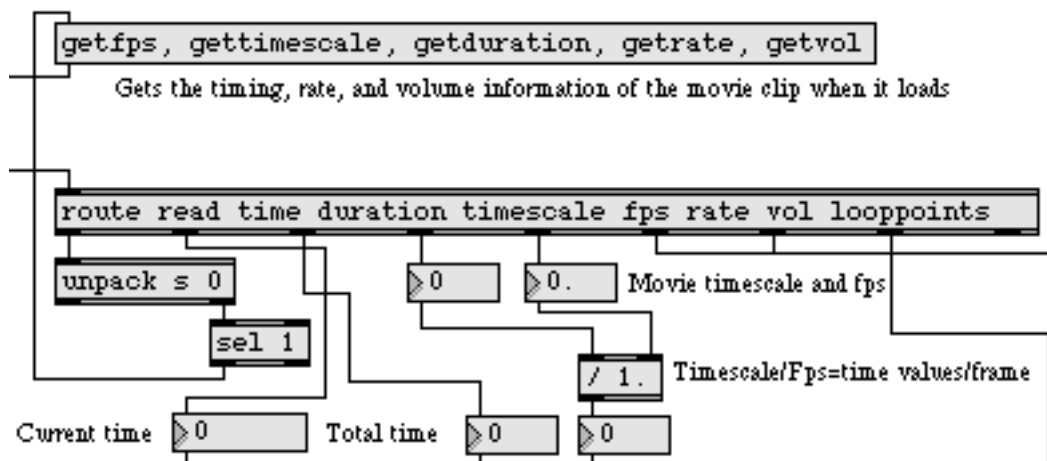 getfps, gettimescale, getduration, getrate, getvol
Gets the timing, rate, and volume information of the movie clip when it loads
route read time duration timescale fps rate vol looppoints
unpack s 0
0
0.
Movie timescale and fps
sel 1
/ 1.
Timescale/Fps=time values/frame
Current time
0
Total time
0
0